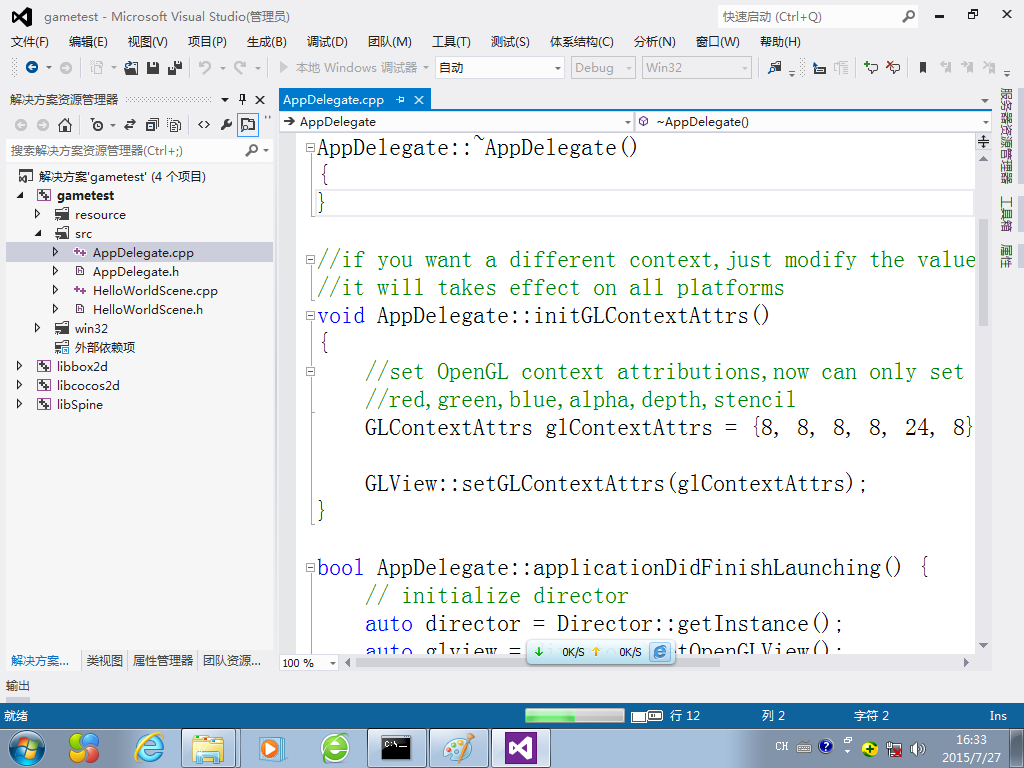 gametest - Microsoft Visual Studio(管理员)
快速启动 (Ctrl+Q)
文件(F) 编辑(E) 视图(V) 项目(P) 生成(B) 调试(D) 团队(M) 工具(T) 测试(S) 体系结构(C) 分析(N) 窗口(W) 帮助(H)
本地 Windows 调试器 自动 Debug Win32
解决方案资源管理器
搜索解决方案资源管理器(Ctrl+;)
解决方案'gametest' (4 个项目)
gametest
resource
src
AppDelegate.cpp
AppDelegate.h
HelloWorldScene.cpp
HelloWorldScene.h
win32
外部依赖项
libbox2d
libcocos2d
libSpine
解决方案... 类视图 属性管理器 团队资源...
AppDelegate.cpp
AppDelegate ~AppDelegate()
AppDelegate::~AppDelegate()
{
}
//if you want a different context,just modify the value
//it will takes effect on all platforms
void AppDelegate::initGLContextAttrs()
{
//set OpenGL context attributions,now can only set
//red,green,blue,alpha,depth,stencil
GLContextAttrs glContextAttrs = {8, 8, 8, 8, 24, 8}
GLView::setGLContextAttrs(glContextAttrs);
}
bool AppDelegate::applicationDidFinishLaunching() {
// initialize director
auto director = Director::getInstance();
auto glview = tOpenGLView();
0K/S 0K/S
100 %
服务器资源管理器
工具箱
属性
输出
就绪 行 12 列 2 字符 2 Ins
CH
16:33
2015/7/27